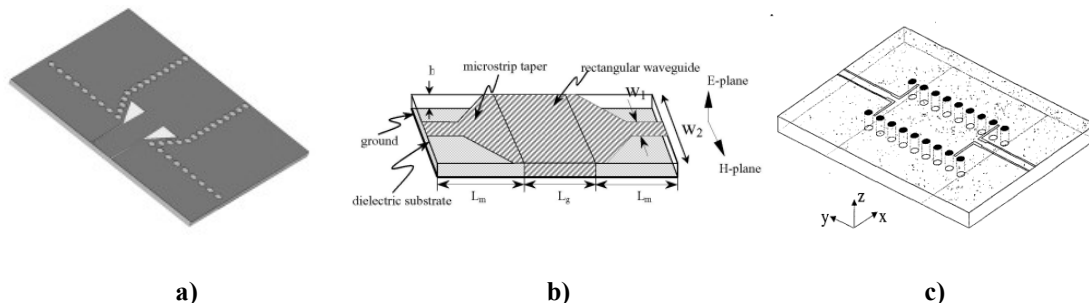 microstrip taper
rectangular waveguide
h
W1
W2
E-plane
H-plane
ground
dielectric substrate
Lm
Lg
Lm
z
y
x
a)
b)
c)